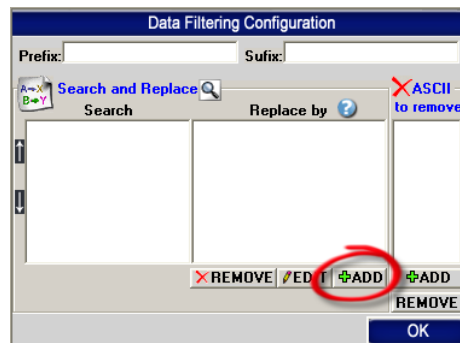 Data Filtering Configuration
Prefix: Sufix:
A→X
B→Y
Search and Replace
ASCII
to remove
Search Replace by ?
REMOVE EDIT ADD ADD
REMOVE
OK